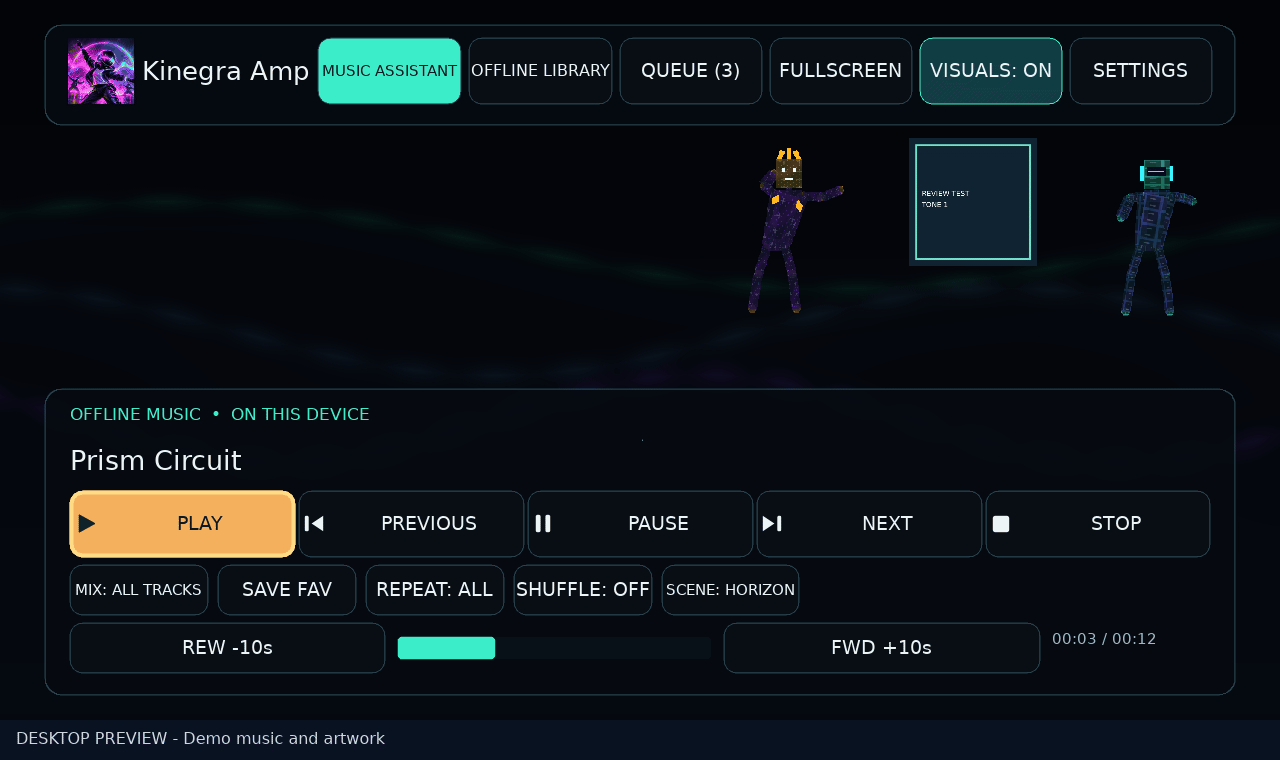 Kinegra Amp
MUSIC ASSISTANT
OFFLINE LIBRARY
QUEUE (3)
FULLSCREEN
VISUALS: ON
SETTINGS
REVIEW TEST
TONE 1
OFFLINE MUSIC • ON THIS DEVICE
Prism Circuit
PLAY
PREVIOUS
PAUSE
NEXT
STOP
MIX: ALL TRACKS
SAVE FAV
REPEAT: ALL
SHUFFLE: OFF
SCENE: HORIZON
REW -10s
FWD +10s
00:03 / 00:12
DESKTOP PREVIEW - Demo music and artwork